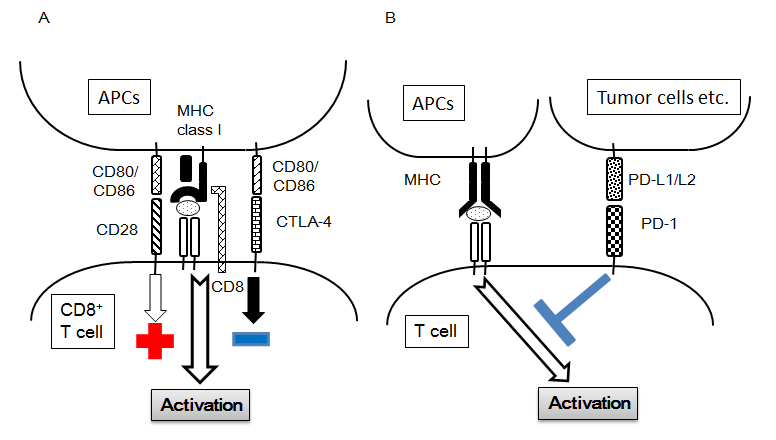 A
APCs
MHC
class I
CD80/
CD86
CD80/
CD86
CD28
CTLA-4
CD8
CD8⁺
T cell
Activation
B
APCs
Tumor cells etc.
MHC
PD-L1/L2
PD-1
T cell
Activation